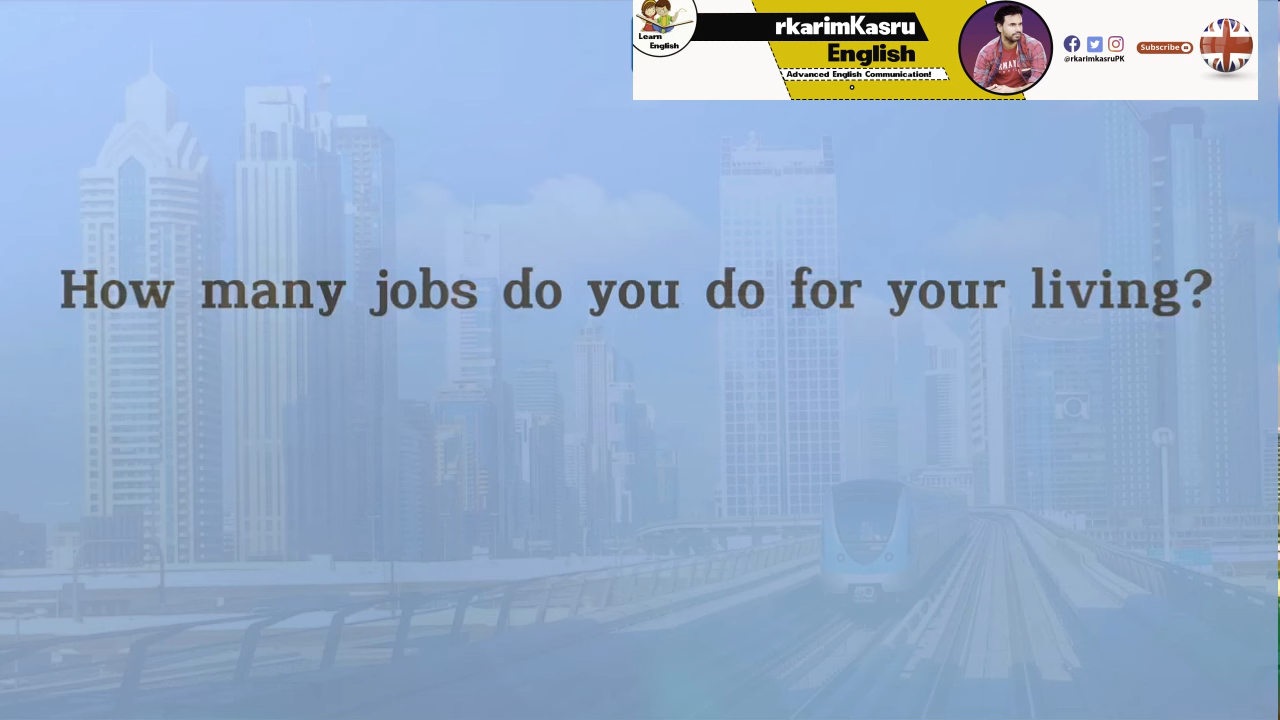 Learn
English
rkarimKasru
English
Advanced English Communication!
@rkarimkasruPK
Subscribe
How many jobs do you do for your living?